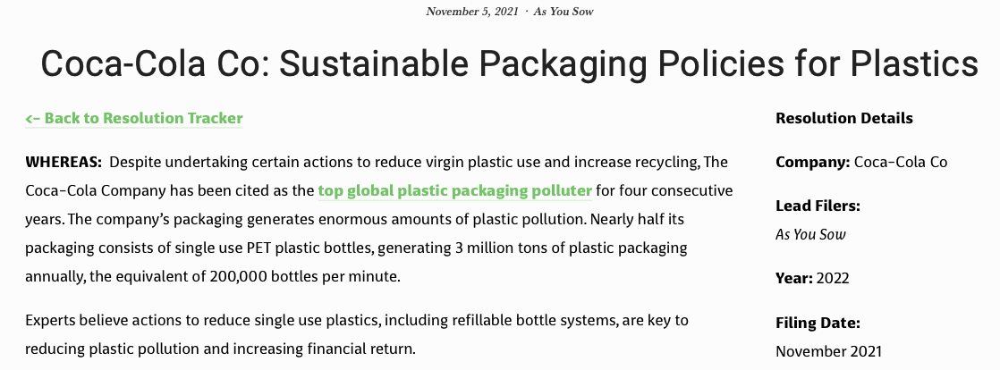 November 5, 2021 · As You Sow
Coca-Cola Co: Sustainable Packaging Policies for Plastics
<- Back to Resolution Tracker
WHEREAS: Despite undertaking certain actions to reduce virgin plastic use and increase recycling, The
Coca-Cola Company has been cited as the top global plastic packaging polluter for four consecutive
years. The company's packaging generates enormous amounts of plastic pollution. Nearly half its
packaging consists of single use PET plastic bottles, generating 3 million tons of plastic packaging
annually, the equivalent of 200,000 bottles per minute.
Experts believe actions to reduce single use plastics, including refillable bottle systems, are key to
reducing plastic pollution and increasing financial return.
Resolution Details
Company: Coca-Cola Co
Lead Filers:
As You Sow
Year: 2022
Filing Date:
November 2021